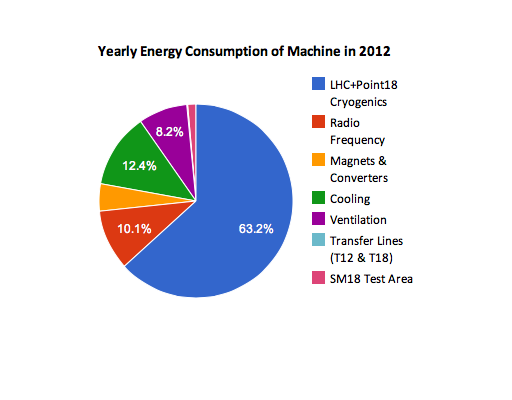 Yearly Energy Consumption of Machine in 2012
LHC+Point18
Cryogenics
Radio
Frequency
Magnets &
Converters
Cooling
Ventilation
Transfer Lines
(T12 & T18)
SM18 Test Area
8.2%
12.4%
10.1%
63.2%